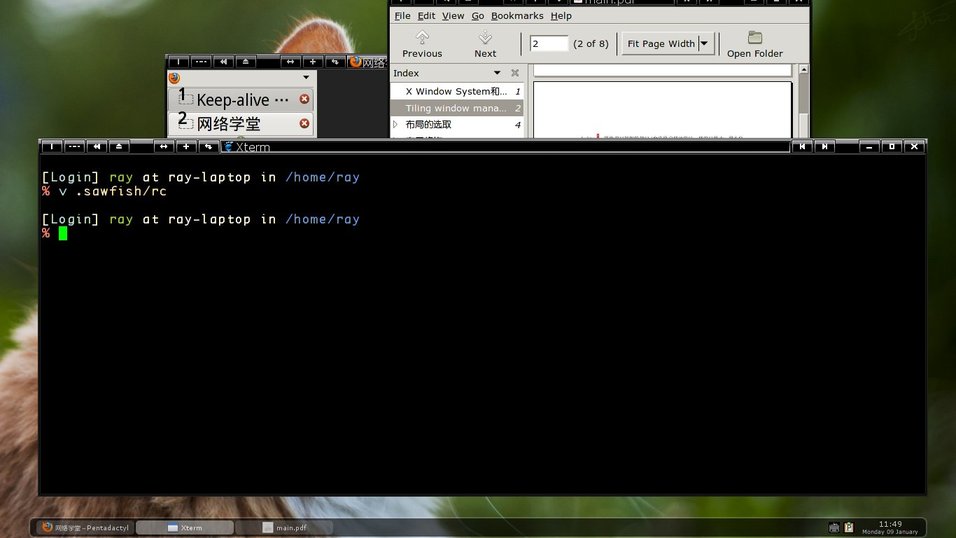 main.pdf
File Edit View Go Bookmarks Help
Previous Next 2 (2 of 8) Fit Page Width Open Folder
网络
Index
X Window System和... 1
Tiling window mana... 2
布局的选取 4
1 Keep-alive ...
2 网络学堂
Xterm
[Login] ray at ray-laptop in /home/ray
% v .sawfish/rc
[Login] ray at ray-laptop in /home/ray
%
网络学堂 – Pentadactyl
Xterm
main.pdf
11:49
Monday 09 January